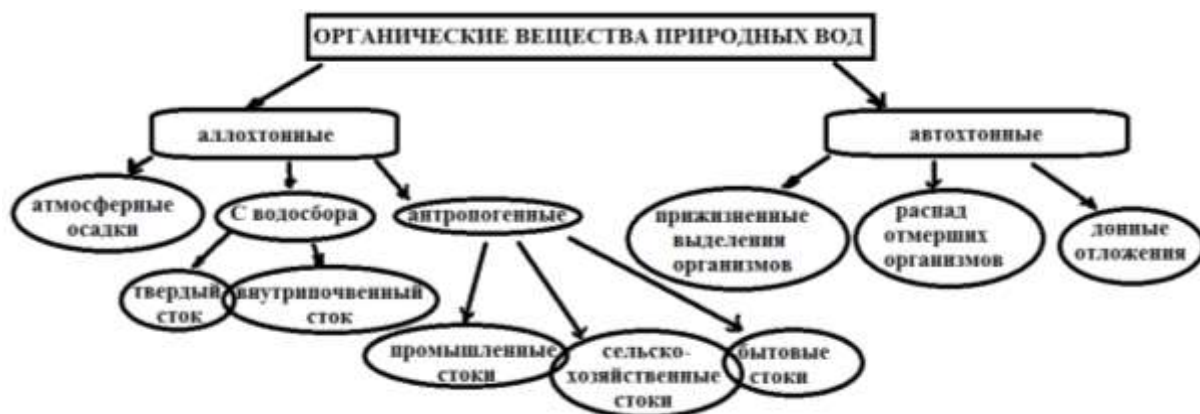 ОРГАНИЧЕСКИЕ ВЕЩЕСТВА ПРИРОДНЫХ ВОД
аллохтонные
автохтонные
атмосферные
осадки
С водосбора
антропогенные
прижизненные
выделения
организмов
распад
отмерших
организмов
донные
отложения
твердый
сток
внутрипочвенный
сток
промышленные
стоки
сельско-
хозяйственные
стоки
бытовые
стоки